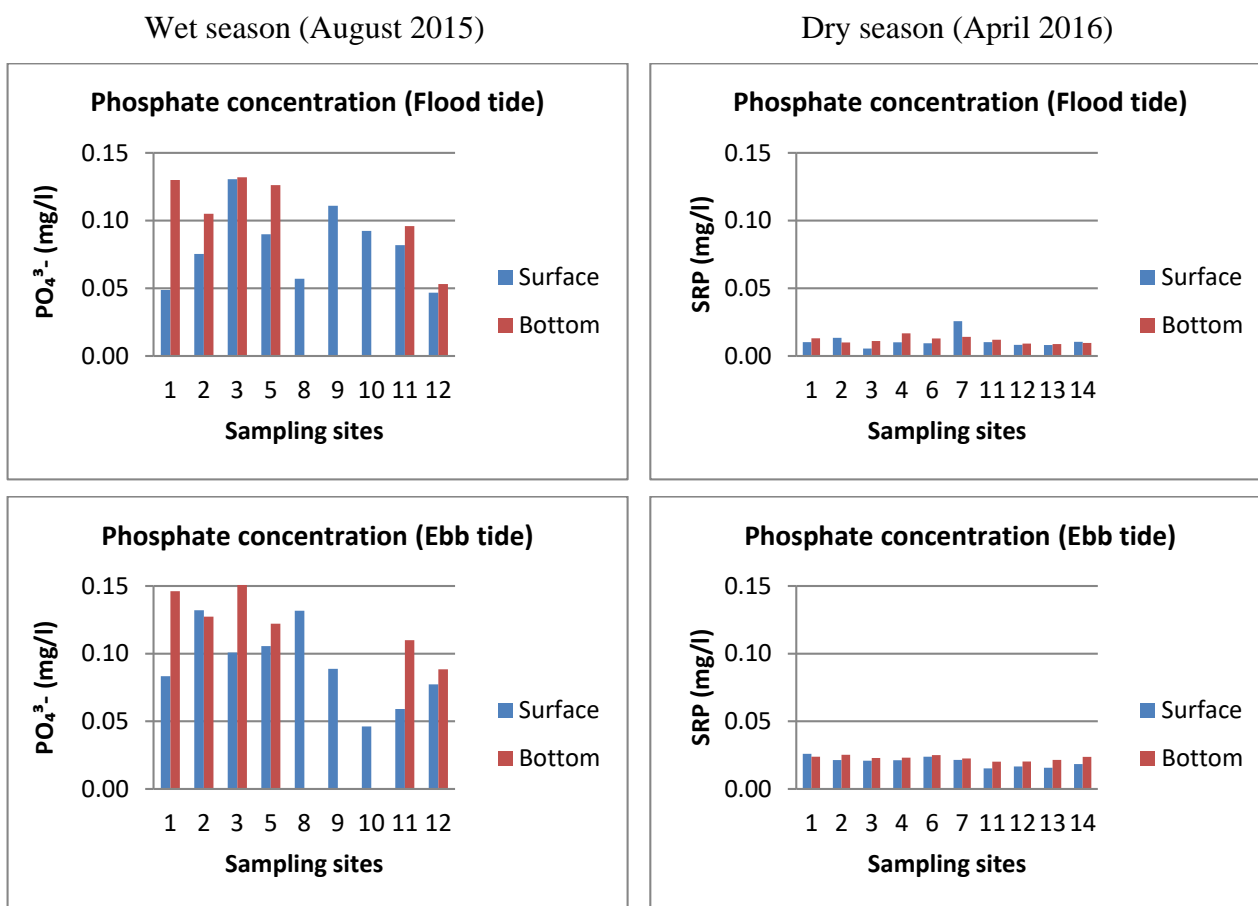 Wet season (August 2015)
Dry season (April 2016)
Phosphate concentration (Flood tide)
0.15
0.10
0.05
0.00
PO₄³- (mg/l)
1 2 3 5 8 9 10 11 12
Sampling sites
Surface
Bottom
Phosphate concentration (Flood tide)
0.15
0.10
0.05
0.00
SRP (mg/l)
1 2 3 4 6 7 11 12 13 14
Sampling sites
Surface
Bottom
Phosphate concentration (Ebb tide)
0.15
0.10
0.05
0.00
PO₄³- (mg/l)
1 2 3 5 8 9 10 11 12
Sampling sites
Surface
Bottom
Phosphate concentration (Ebb tide)
0.15
0.10
0.05
0.00
SRP (mg/l)
1 2 3 4 6 7 11 12 13 14
Sampling sites
Surface
Bottom